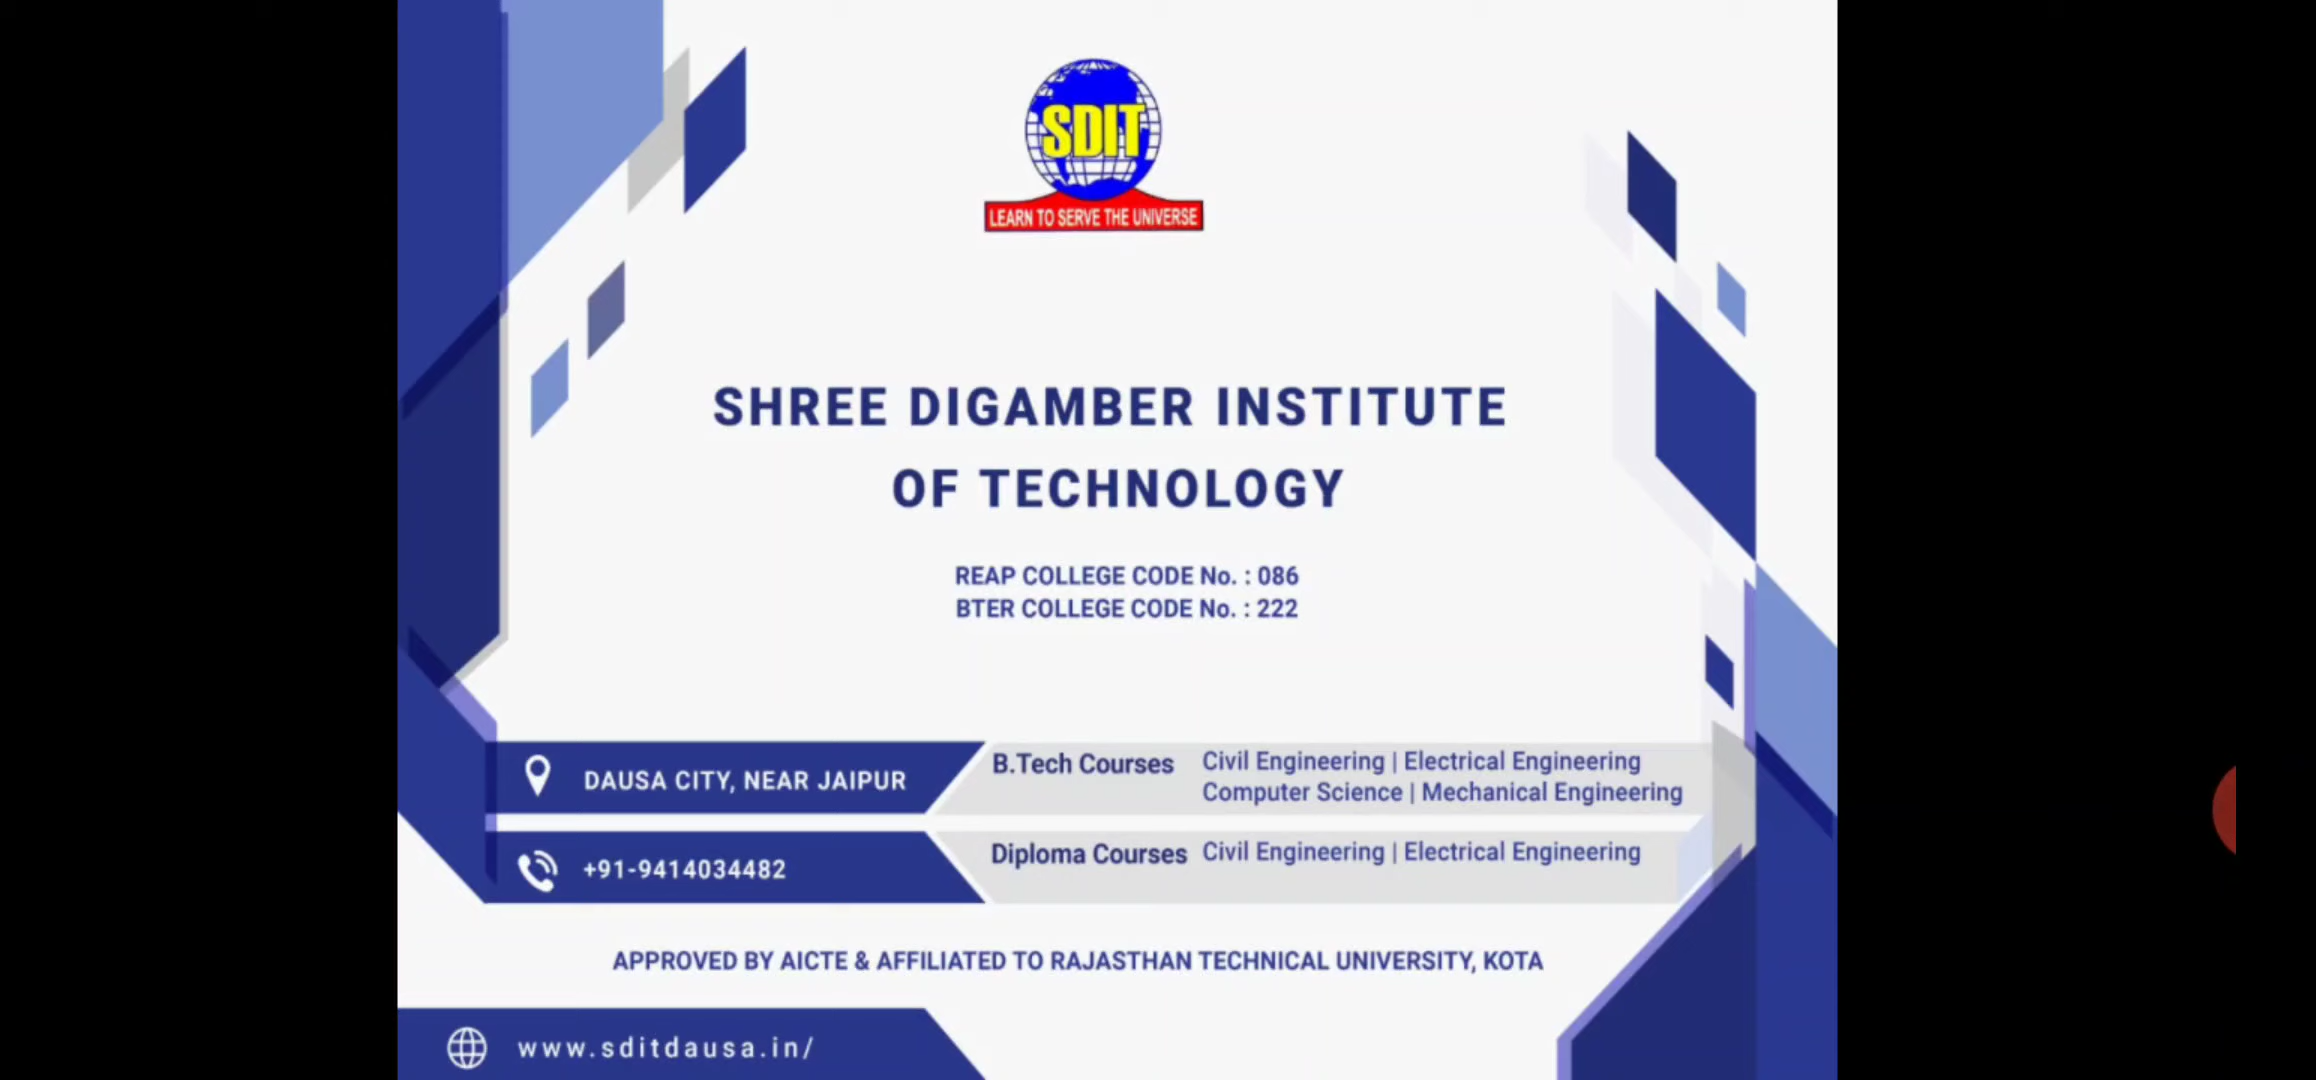 SDIT
LEARN TO SERVE THE UNIVERSE
SHREE DIGAMBER INSTITUTE
OF TECHNOLOGY
REAP COLLEGE CODE No. : 086
BTER COLLEGE CODE No. : 222
DAUSA CITY, NEAR JAIPUR
B.Tech Courses Civil Engineering | Electrical Engineering
Computer Science | Mechanical Engineering
+91-9414034482
Diploma Courses Civil Engineering | Electrical Engineering
APPROVED BY AICTE & AFFILIATED TO RAJASTHAN TECHNICAL UNIVERSITY, KOTA
www.sditdausa.in/